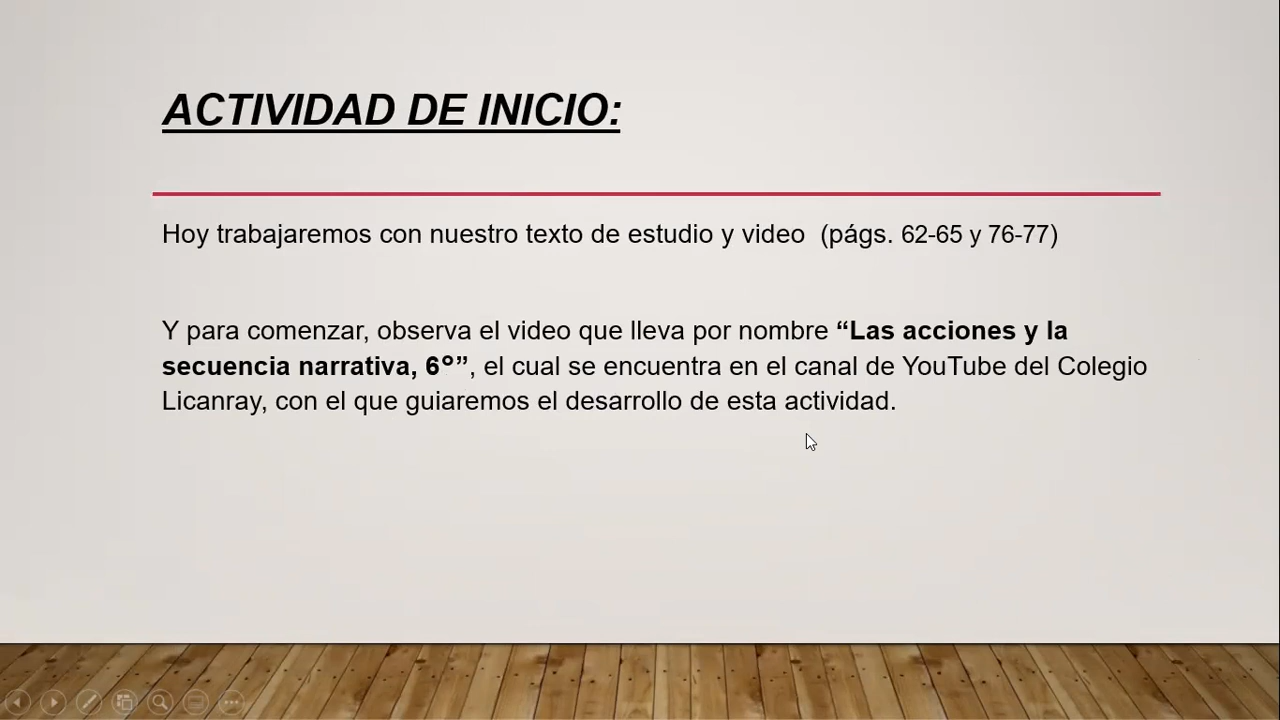 ACTIVIDAD DE INICIO:
Hoy trabajaremos con nuestro texto de estudio y video  (págs. 62-65 y 76-77)
Y para comenzar, observa el video que lleva por nombre “Las acciones y la
secuencia narrativa, 6°”, el cual se encuentra en el canal de YouTube del Colegio
Licanray, con el que guiaremos el desarrollo de esta actividad.